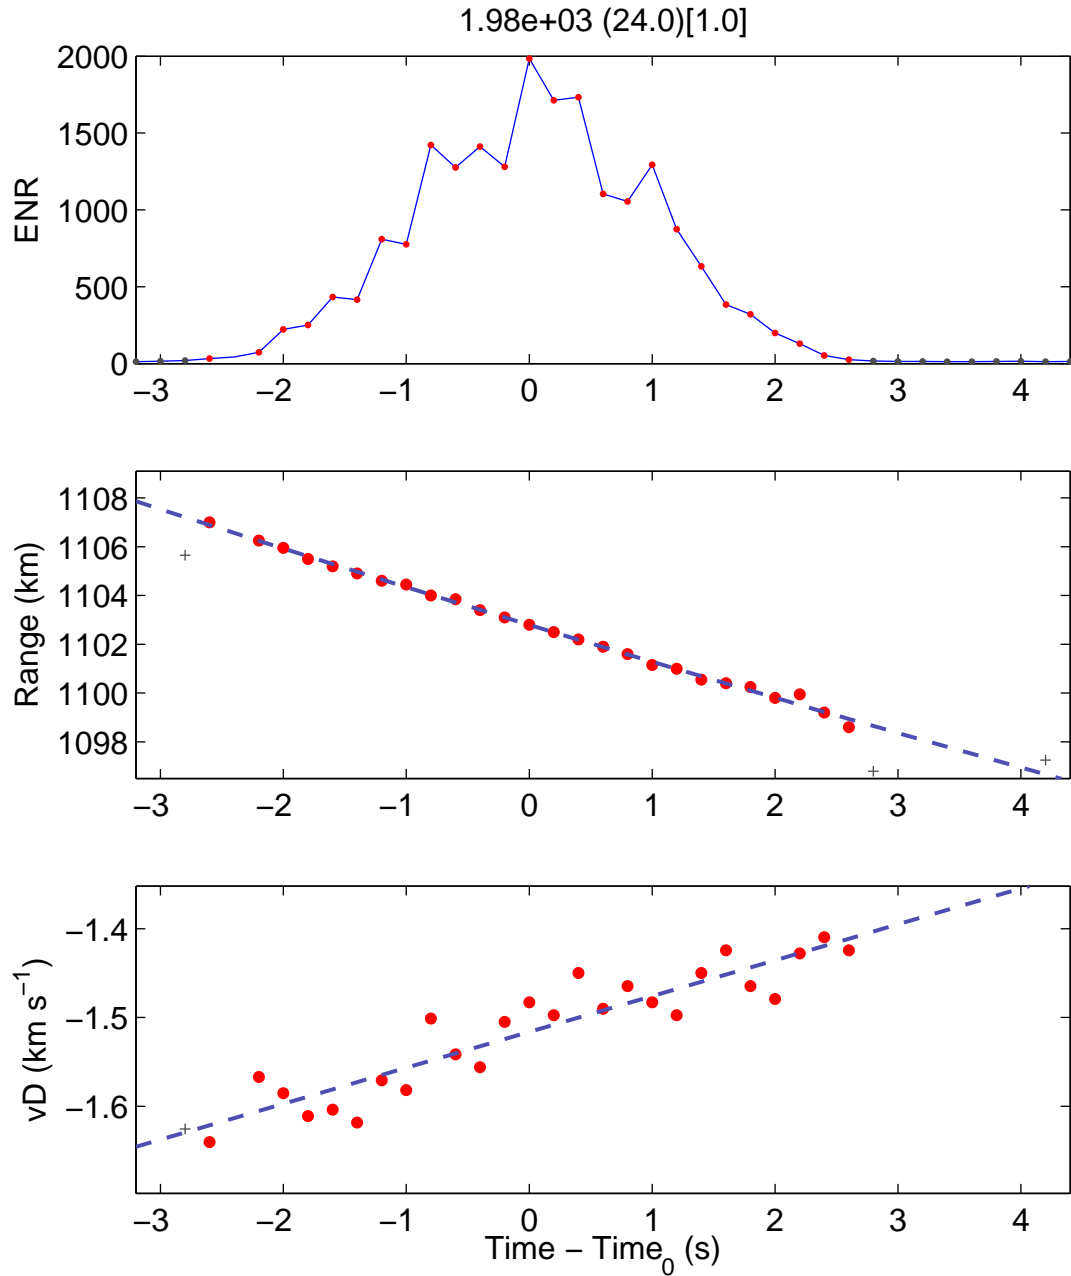 1.98e+03 (24.0)[1.0]
2000
1500
1000
500
0
ENR
−3 −2 −1 0 1 2 3 4
1108
1106
1104
1102
1100
1098
Range (km)
−3 −2 −1 0 1 2 3 4
−1.4
−1.5
−1.6
vD (km s⁻¹)
−3 −2 −1 0 1 2 3 4
Time − Time₀ (s)